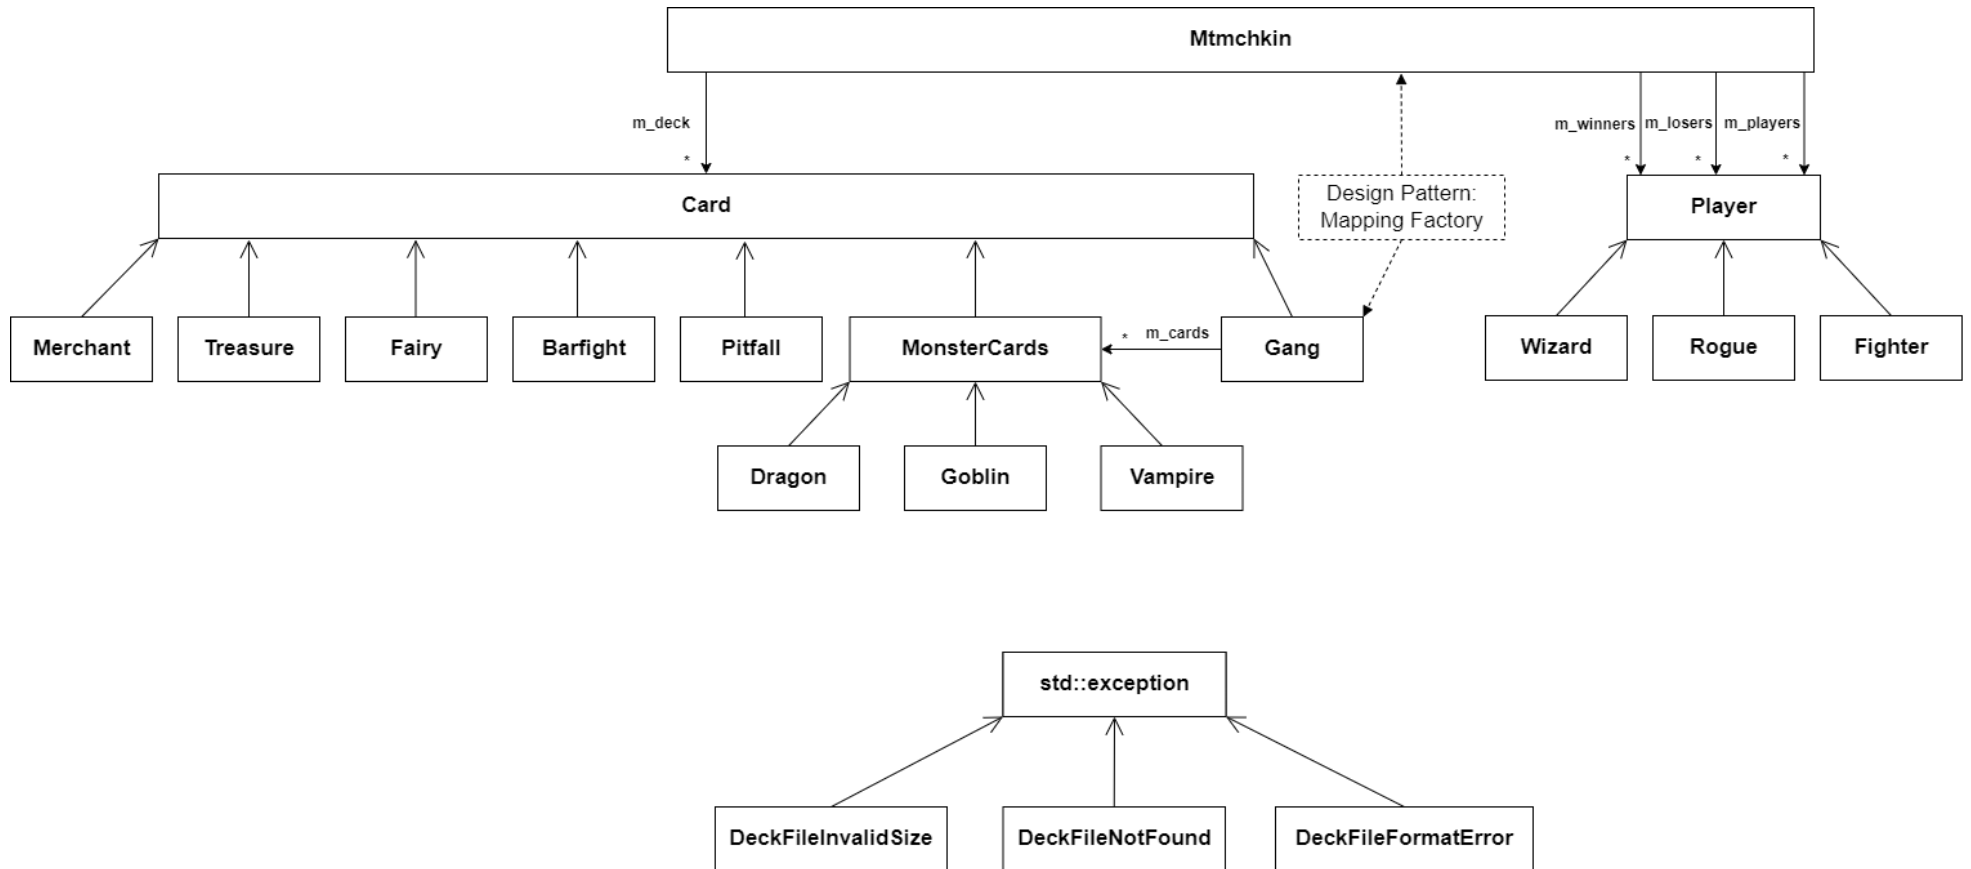 Mtmchkin
m_deck
*
m_winners
m_losers
m_players
*
*
*
Card
Design Pattern:
Mapping Factory
Player
Merchant
Treasure
Fairy
Barfight
Pitfall
MonsterCards
* m_cards
Gang
Wizard
Rogue
Fighter
Dragon
Goblin
Vampire
std::exception
DeckFileInvalidSize
DeckFileNotFound
DeckFileFormatError